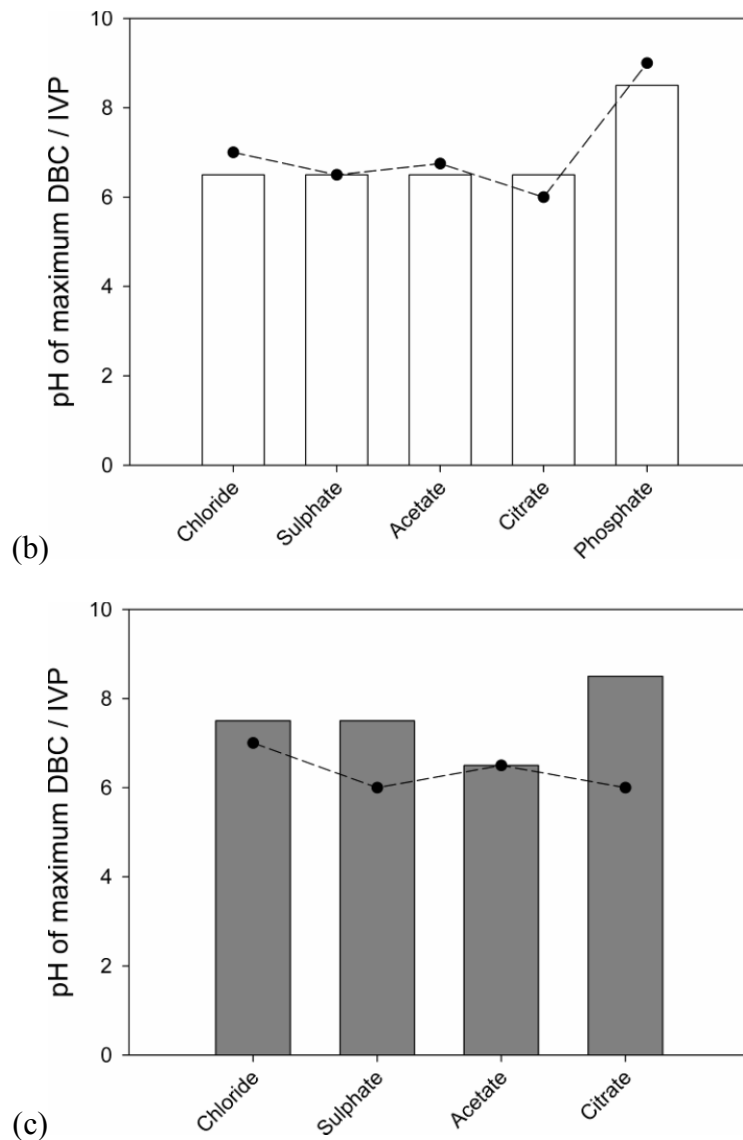 10
8
6
4
2
0
pH of maximum DBC / IVP
Chloride
Sulphate
Acetate
Citrate
Phosphate
(b)
10
8
6
4
2
0
pH of maximum DBC / IVP
Chloride
Sulphate
Acetate
Citrate
(c)